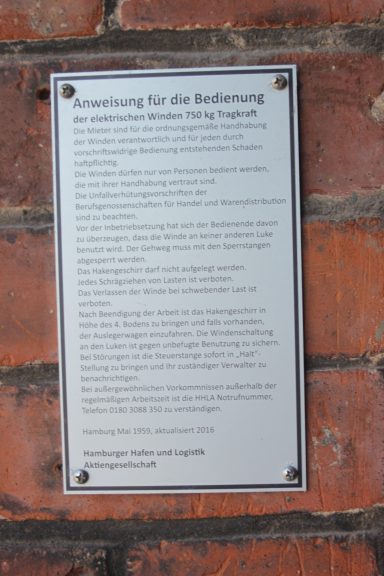 Anweisung für die Bedienung
der elektrischen Winden 750 kg Tragkraft
Die Mieter sind für die ordnungsgemäße Handhabung
der Winden verantwortlich und für jeden durch
vorschriftswidrige Bedienung entstehenden Schaden
haftpflichtig.
Die Winden dürfen nur von Personen bedient werden,
die mit ihrer Handhabung vertraut sind.
Die Unfallverhütungsvorschriften der
Berufsgenossenschaften für Handel und Warendistribution
sind zu beachten.
Vor der Inbetriebsetzung hat sich der Bedienende davon
zu überzeugen, dass die Winde an keiner anderen Luke
benutzt wird. Der Gehweg muss mit den Sperrstangen
abgesperrt werden.
Das Hakengeschirr darf nicht aufgelegt werden.
Jedes Schrägziehen von Lasten ist verboten.
Das Verlassen der Winde bei schwebender Last ist
verboten.
Nach Beendigung der Arbeit ist das Hakengeschirr in
Höhe des 4. Bodens zu bringen und falls vorhanden,
der Auslegerwagen einzufahren. Die Windenschaltung
an den Luken ist gegen unbefugte Benutzung zu sichern.
Bei Störungen ist die Steuerstange sofort in „Halt"-
Stellung zu bringen und ihr zuständiger Verwalter zu
benachrichtigen.
Bei außergewöhnlichen Vorkommnissen außerhalb der
regelmäßigen Arbeitszeit ist die HHLA Notrufnummer,
Telefon 0180 3088 350 zu verständigen.
Hamburg Mai 1959, aktualisiert 2016
Hamburger Hafen und Logistik
Aktiengesellschaft